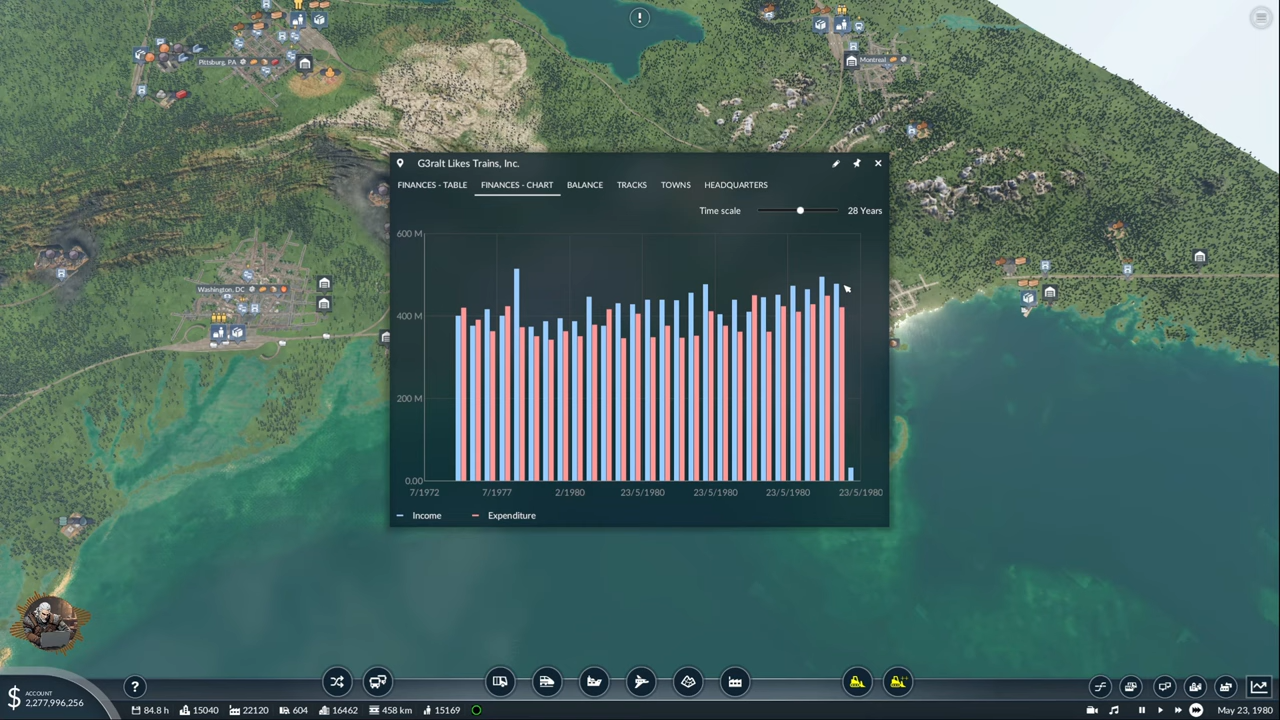 Pittsburg, PA
Montreal
G3ralt Likes Trains, Inc.
FINANCES - TABLE FINANCES - CHART BALANCE TRACKS TOWNS HEADQUARTERS
Time scale 28 Years
600 M
400 M
200 M
0.00
7/1972 7/1977 2/1980 23/5/1980 23/5/1980 23/5/1980 23/5/1980
Income Expenditure
Washington, DC
$ ACCOUNT
2,277,996,256
?
84.8 h 15040 22120 604 16462 458 km 15169
May 23, 1980